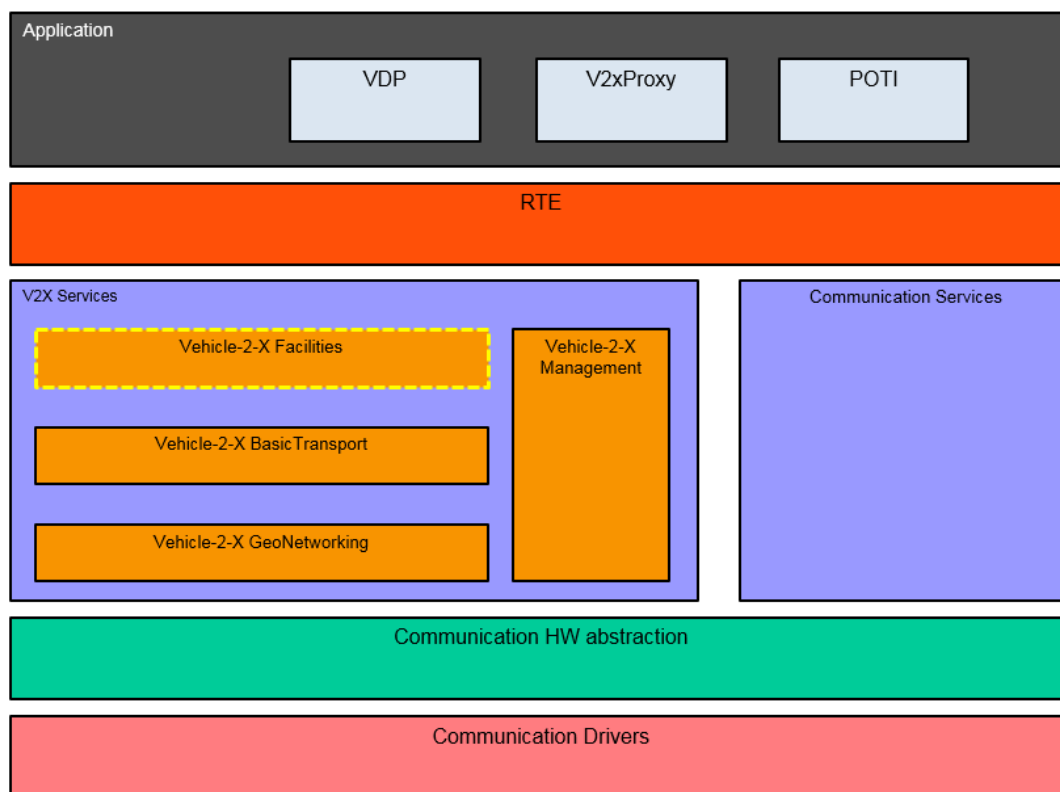 Application
VDP
V2xProxy
POTI
RTE
V2X Services
Communication Services
Vehicle-2-X Facilities
Vehicle-2-X
Management
Vehicle-2-X BasicTransport
Vehicle-2-X GeoNetworking
Communication HW abstraction
Communication Drivers